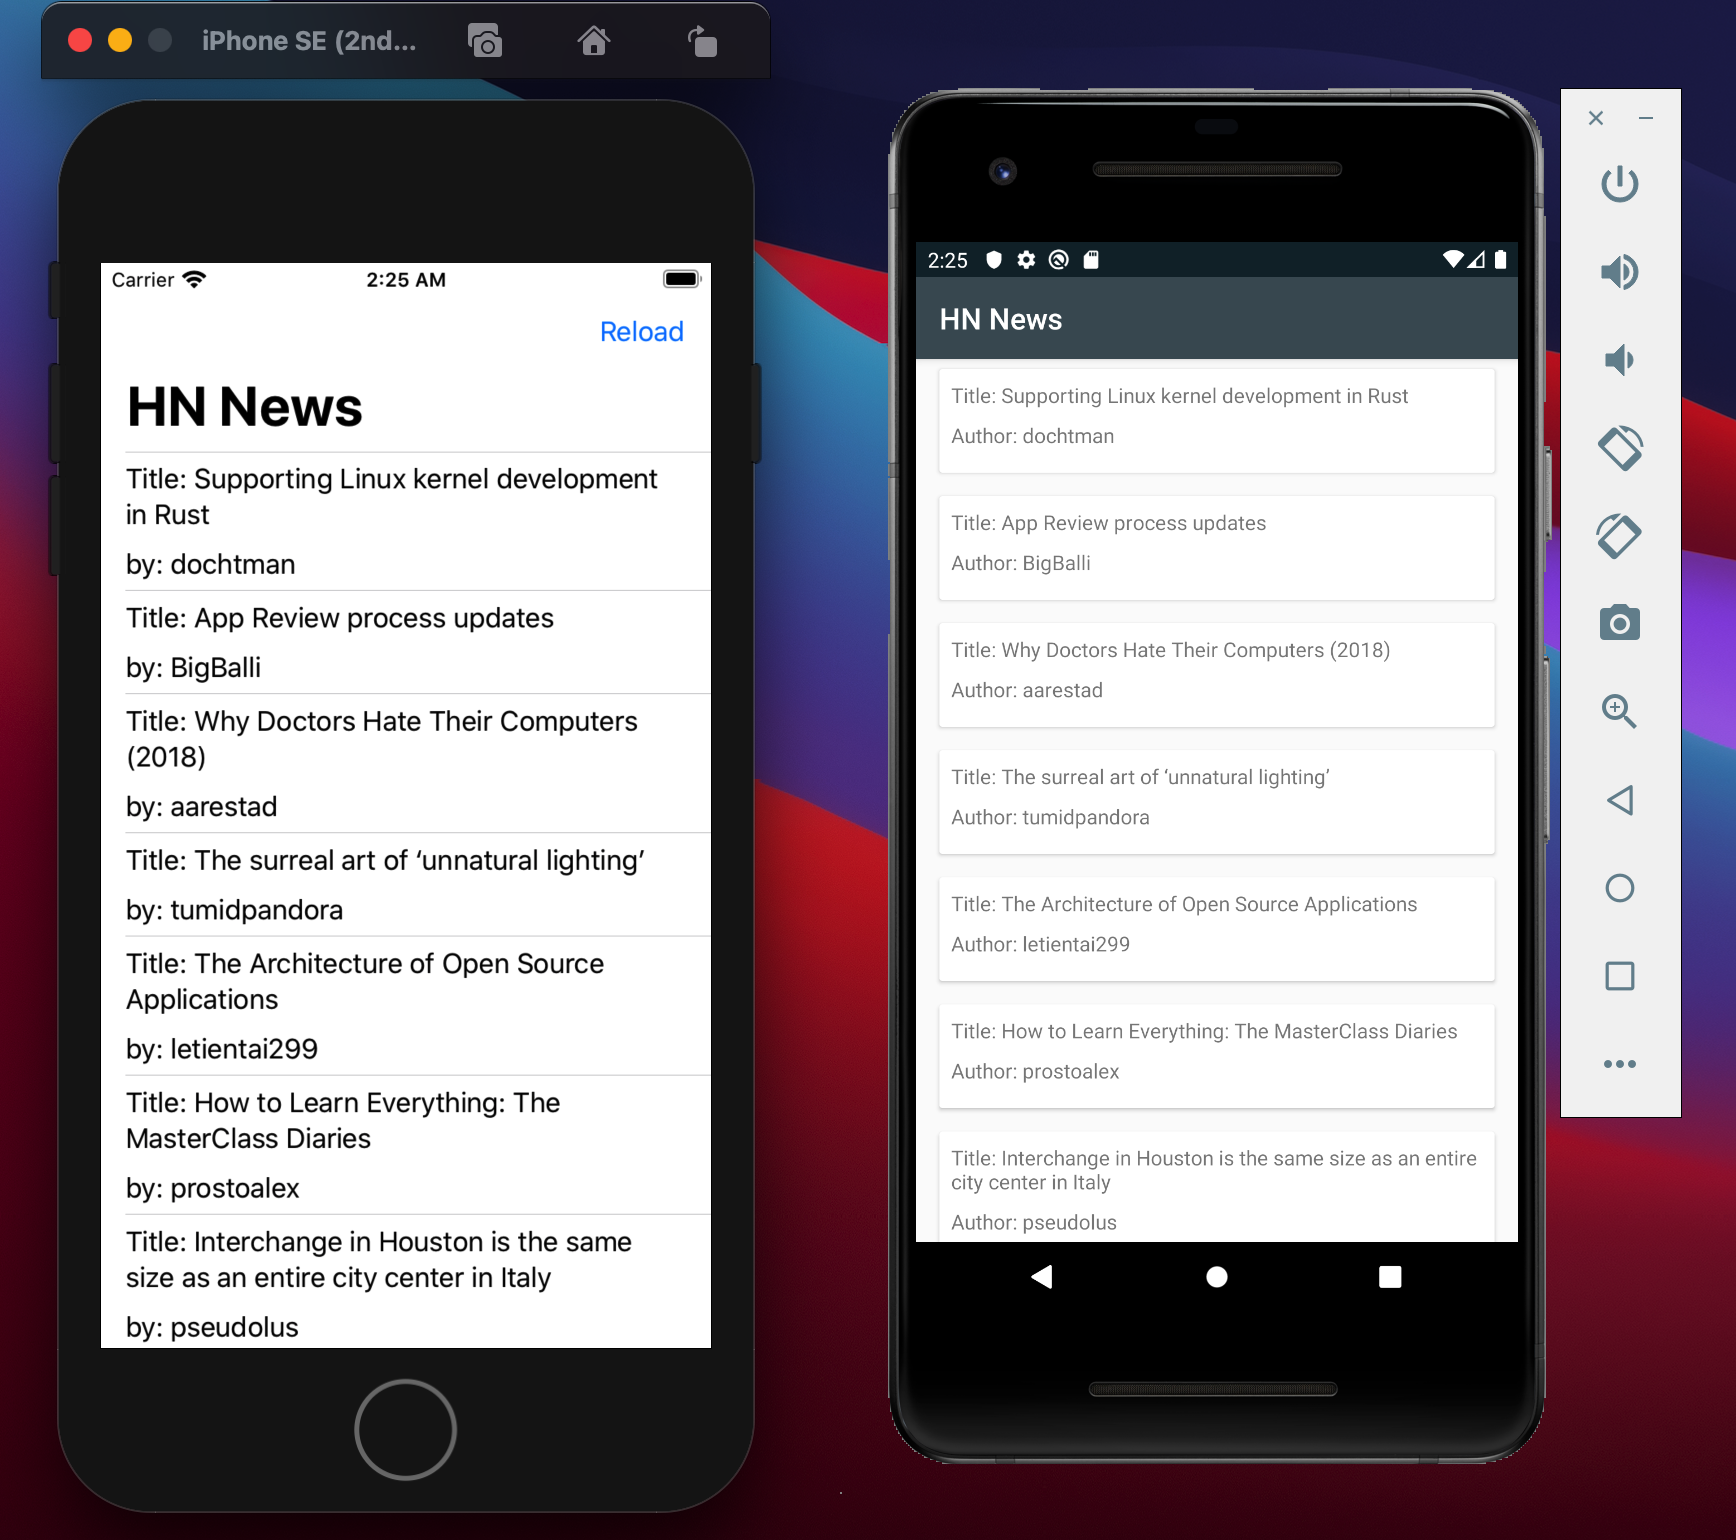 iPhone SE (2nd...
Carrier
2:25 AM
Reload
HN News
Title: Supporting Linux kernel development
in Rust
by: dochtman
Title: App Review process updates
by: BigBalli
Title: Why Doctors Hate Their Computers
(2018)
by: aarestad
Title: The surreal art of ‘unnatural lighting’
by: tumidpandora
Title: The Architecture of Open Source
Applications
by: letientai299
Title: How to Learn Everything: The
MasterClass Diaries
by: prostoalex
Title: Interchange in Houston is the same
size as an entire city center in Italy
by: pseudolus
2:25
HN News
Title: Supporting Linux kernel development in Rust
Author: dochtman
Title: App Review process updates
Author: BigBalli
Title: Why Doctors Hate Their Computers (2018)
Author: aarestad
Title: The surreal art of ‘unnatural lighting’
Author: tumidpandora
Title: The Architecture of Open Source Applications
Author: letientai299
Title: How to Learn Everything: The MasterClass Diaries
Author: prostoalex
Title: Interchange in Houston is the same size as an entire
city center in Italy
Author: pseudolus